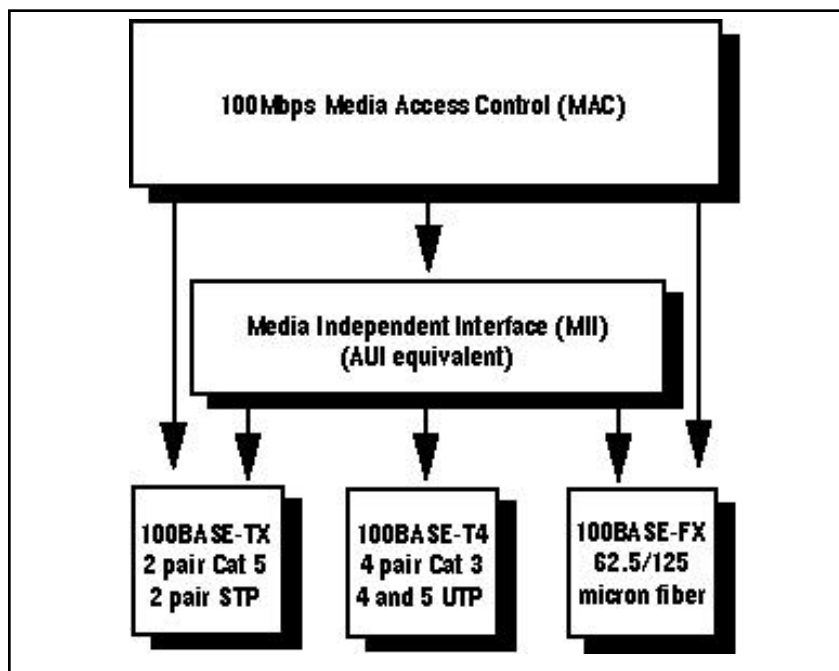 100Mbps Media Access Control (MAC)
Media Independent Interface (MII)
(AUI equivalent)
100BASE-TX
2 pair Cat 5
2 pair STP
100BASE-T4
4 pair Cat 3
4 and 5 UTP
100BASE-FX
62.5/125
micron fiber